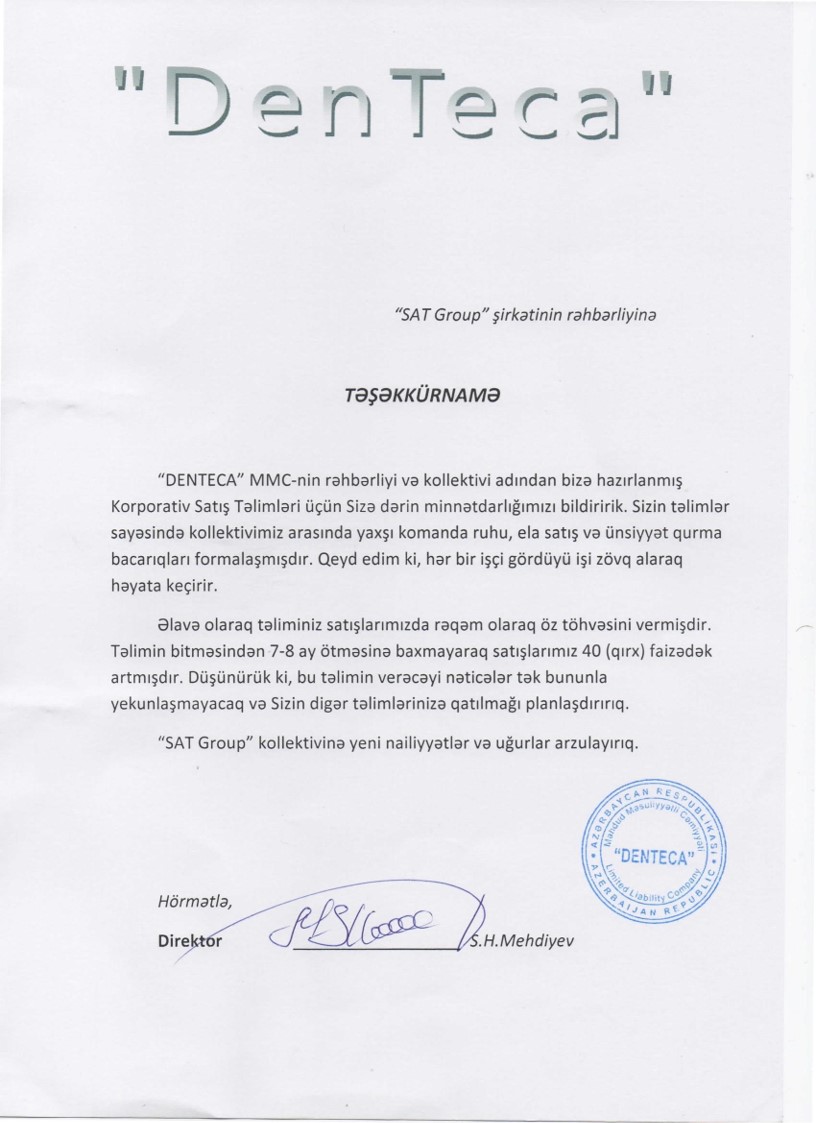 "DenTeca"
“SAT Group” şirkətinin rəhbərliyinə
TƏŞƏKKÜRNAMƏ
“DENTECA” MMC-nin rəhbərliyi və kollektivi adından bizə hazırlanmış
Korporativ Satış Təlimləri üçün Sizə dərin minnətdarlığımızı bildiririk. Sizin təlimlər
sayəsində kollektivimiz arasında yaxşı komanda ruhu, ela satış və ünsiyyət qurma
bacarıqları formalaşmışdır. Qeyd edim ki, hər bir işçi gördüyü işi zövq alaraq
həyata keçirir.
Əlavə olaraq təliminiz satışlarımızda rəqəm olaraq öz töhvəsini vermişdir.
Təlimin bitməsindən 7-8 ay ötməsinə baxmayaraq satışlarımız 40 (qırx) faizədək
artmışdır. Düşünürük ki, bu təlimin verəcəyi nəticələr tək bununla
yekunlaşmayacaq və Sizin digər təlimlərinizə qatılmağı planlaşdırırıq.
“SAT Group” kollektivinə yeni nailiyyətlər və uğurlar arzulayırıq.
AZƏRBAYCAN RESPUBLİKASI
Məhdud Məsuliyyətli Cəmiyyəti
“DENTECA”
Limited Liability Company
AZERBAIJAN REPUBLIC
Hörmətlə,
Direktor S.H.Mehdiyev